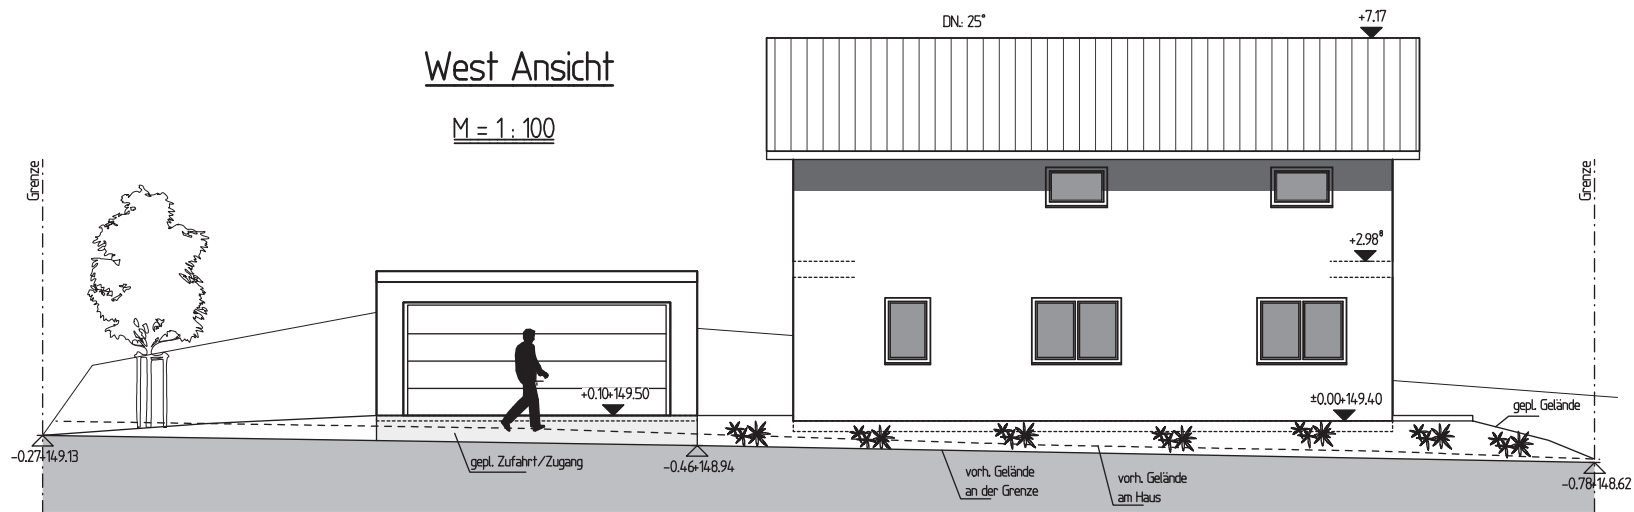 DN.: 25°
+7.17
West Ansicht
M = 1 : 100
Grenze
Grenze
+2.98⁸
+0.10=149.50
±0.00=149.40
gepl. Gelände
-0.27=149.13
gepl. Zufahrt/Zugang
-0.46=148.94
vorh. Gelände
an der Grenze
vorh. Gelände
am Haus
-0.78=148.62